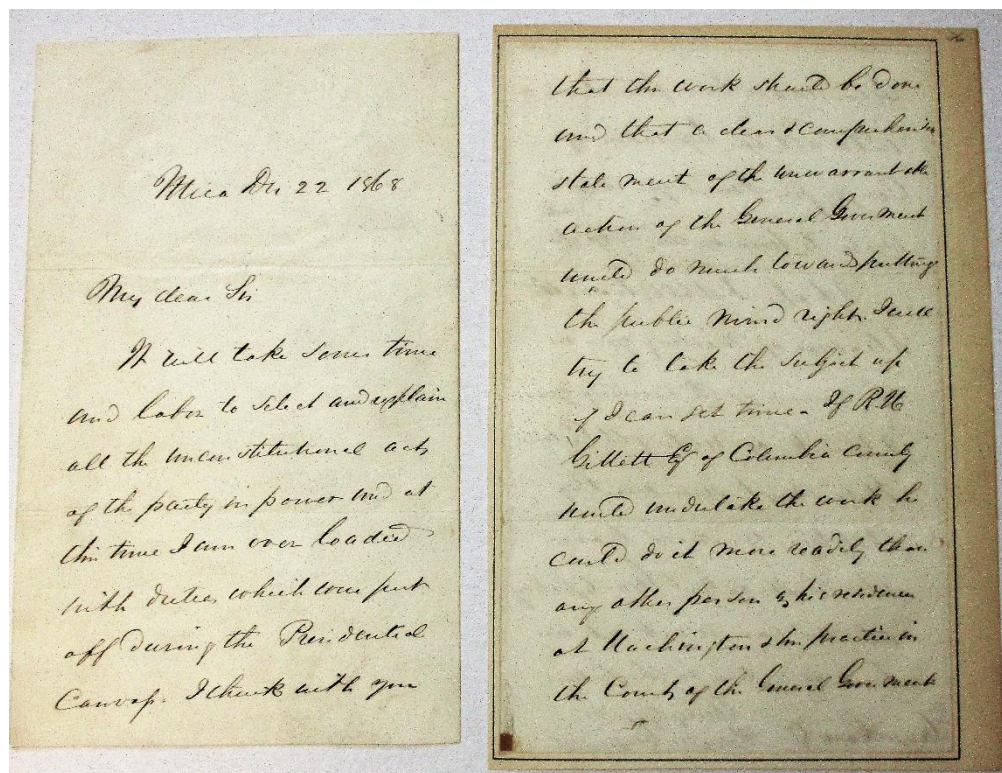 Utica Dec 22 1868
My dear Sir
It will take some time
and labor to select and explain
all the unconstitutional acts
of the party in power and at
this time I am over loaded
with duties which were put
off during the Presidential
Canvass. I think with you
that the work should be done
and that a clear & comprehensive
statement of the unwarrantable
action of the General Government
would do much toward putting
the public mind right. I will
try to take the subject up
if I can get time. If R H
Gillett Esq of Columbia County
would undertake the work he
could do it more readily than
any other person by his residence
at Washington & his practice in
the Courts of the General Government